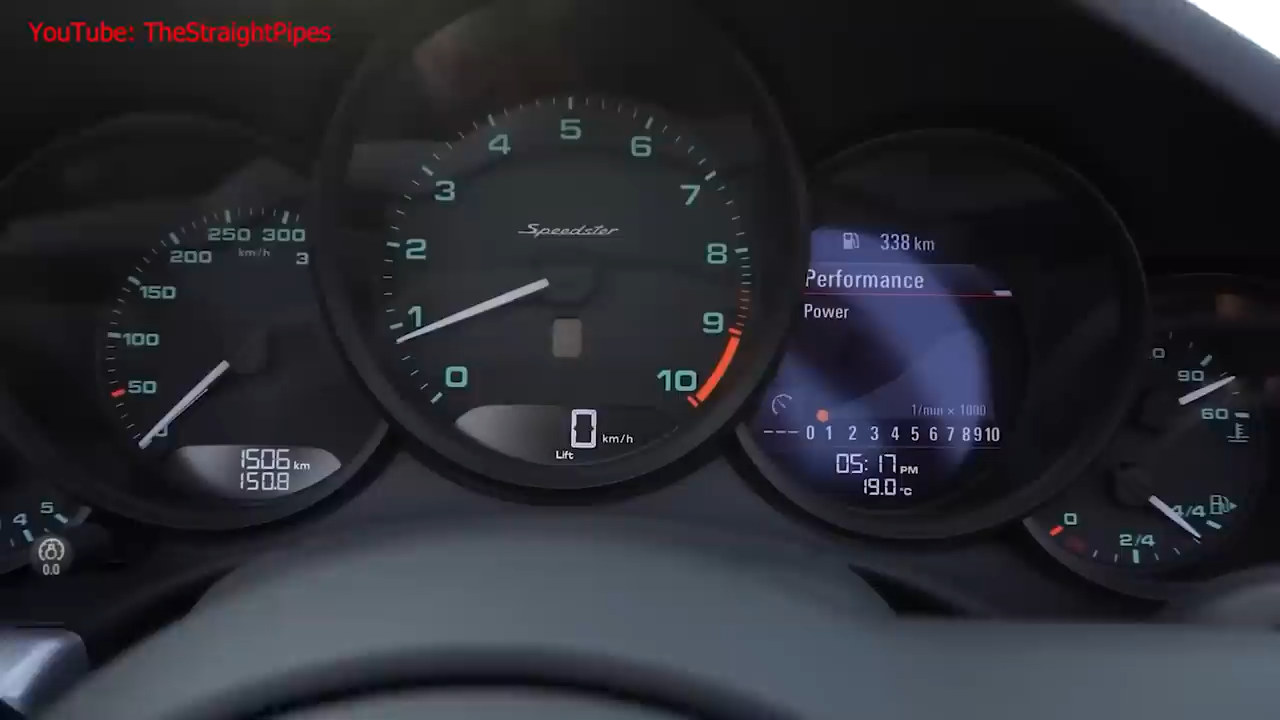 YouTube: TheStraightPipes
5
4
6
3
7
2
8
1
9
0
10
Speedster
0 km/h
Lift
250 300
km/h
200
3
150
100
50
1506 km
150.8
338 km
Performance
Power
1/min x 1000
--- 0 1 2 3 4 5 6 7 8 9 10
05:17 PM
19.0 °C
90
60
0
4/4
2/4
4 5
0.0